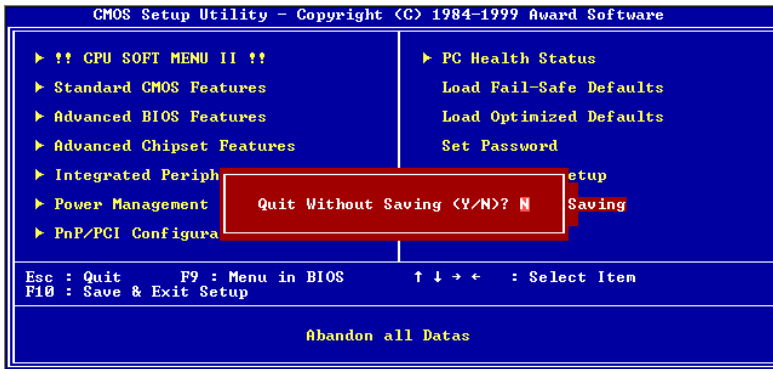 CMOS Setup Utility - Copyright (C) 1984-1999 Award Software
!! CPU SOFT MENU II !!
Standard CMOS Features
Advanced BIOS Features
Advanced Chipset Features
Integrated Periph
Power Management
PnP/PCI Configura
PC Health Status
Load Fail-Safe Defaults
Load Optimized Defaults
Set Password
etup
Saving
Quit Without Saving (Y/N)? N
Esc : Quit F9 : Menu in BIOS ↑ ↓ → ← : Select Item
F10 : Save & Exit Setup
Abandon all Datas